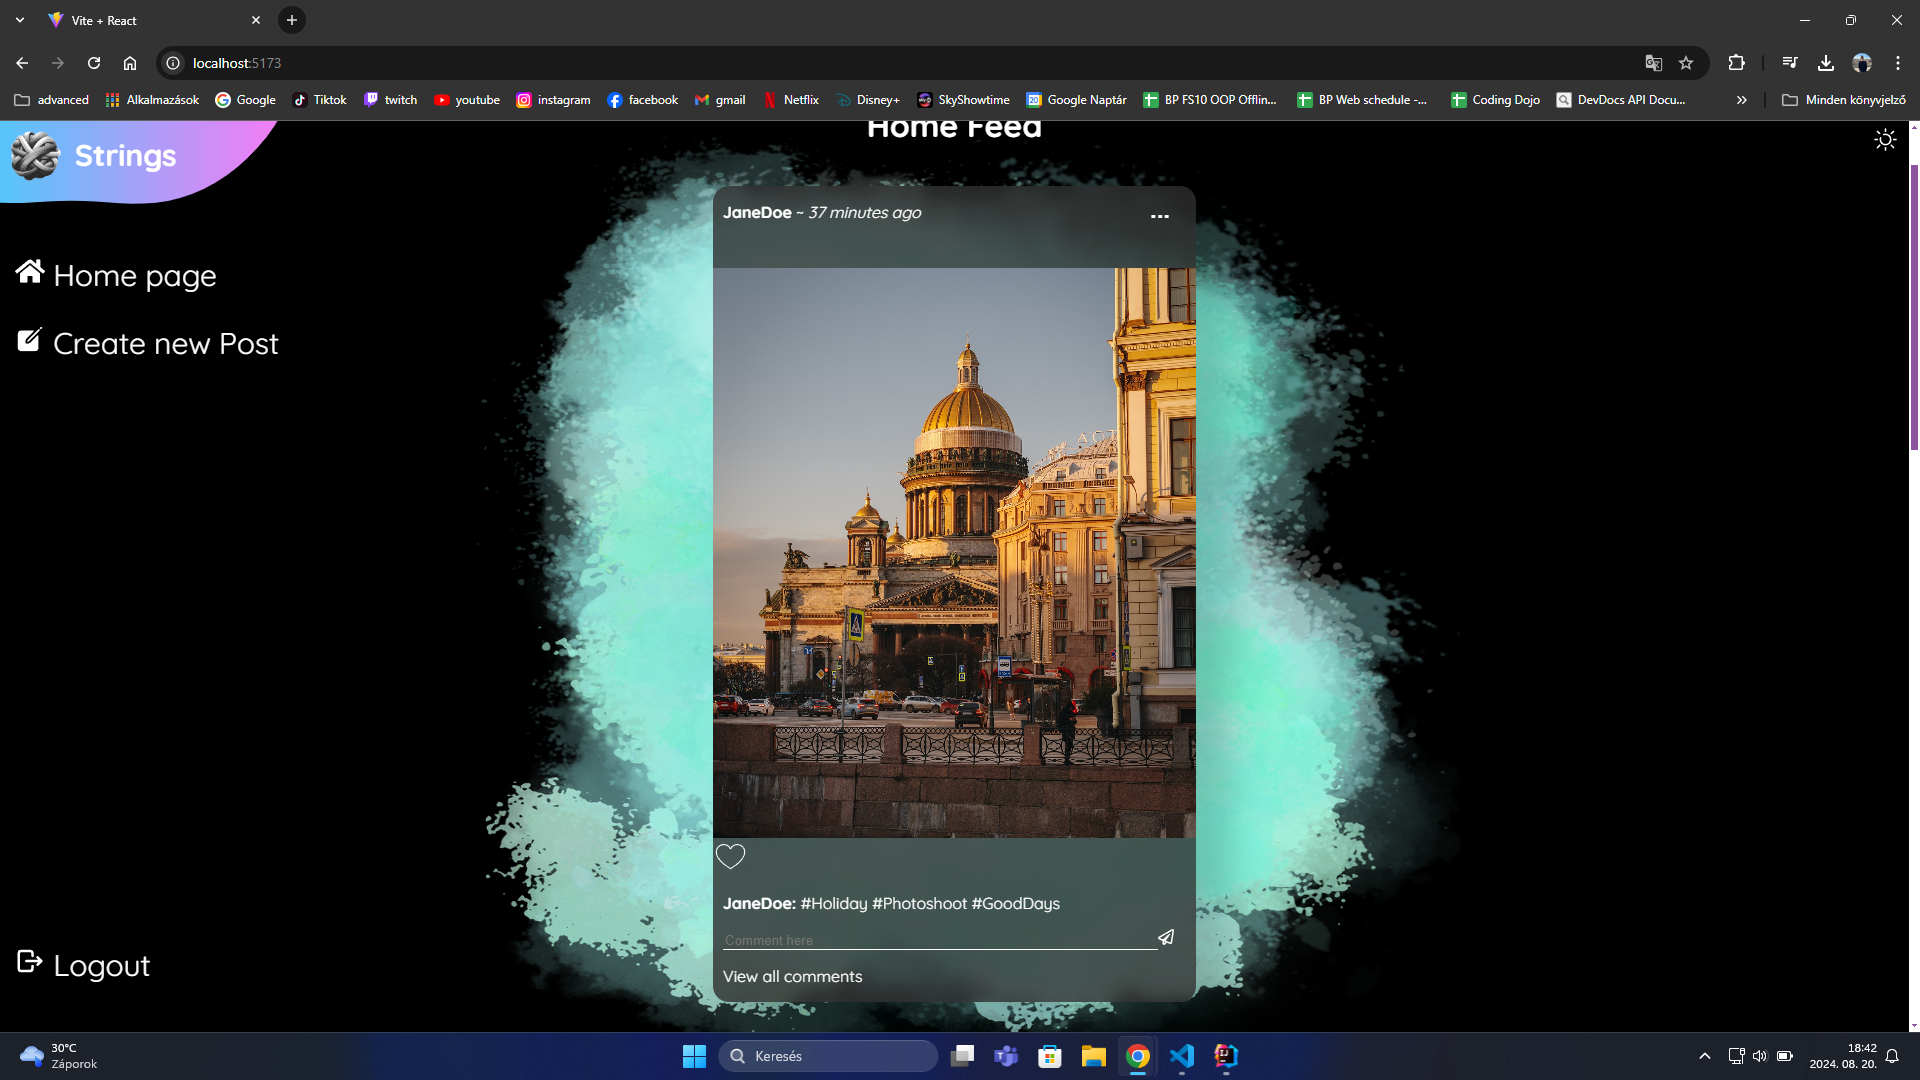 Vite + React
localhost:5173
advanced
Alkalmazások
Google
Tiktok
twitch
youtube
instagram
facebook
gmail
Netflix
Disney+
SkyShowtime
Google Naptár
BP FS10 OOP Offlin...
BP Web schedule -...
Coding Dojo
DevDocs API Docu...
Minden könyvjelző
Strings
Home Feed
JaneDoe ~ 37 minutes ago
Home page
Create new Post
JaneDoe: #Holiday #Photoshoot #GoodDays
Comment here
View all comments
Logout
30°C
Záporok
Keresés
18:42
2024. 08. 20.